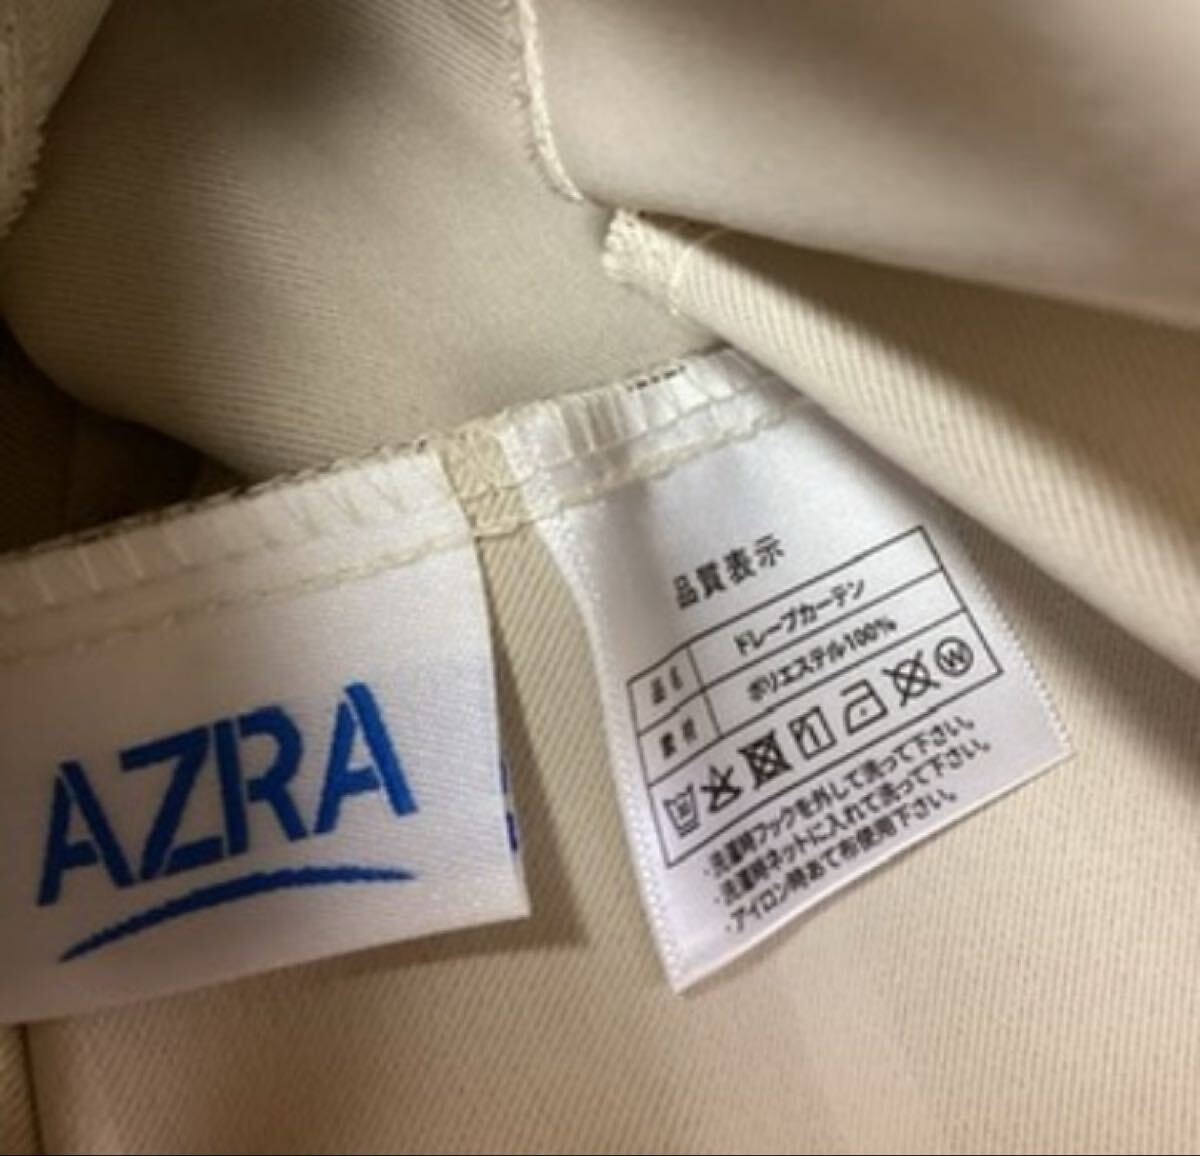 AZRA
品質表示
品名 ドレープカーテン
素材 ポリエステル100%
W
・洗濯時フックを外して洗って下さい。
・洗濯時ネットに入れて洗って下さい。
・アイロン時あて布使用下さい。